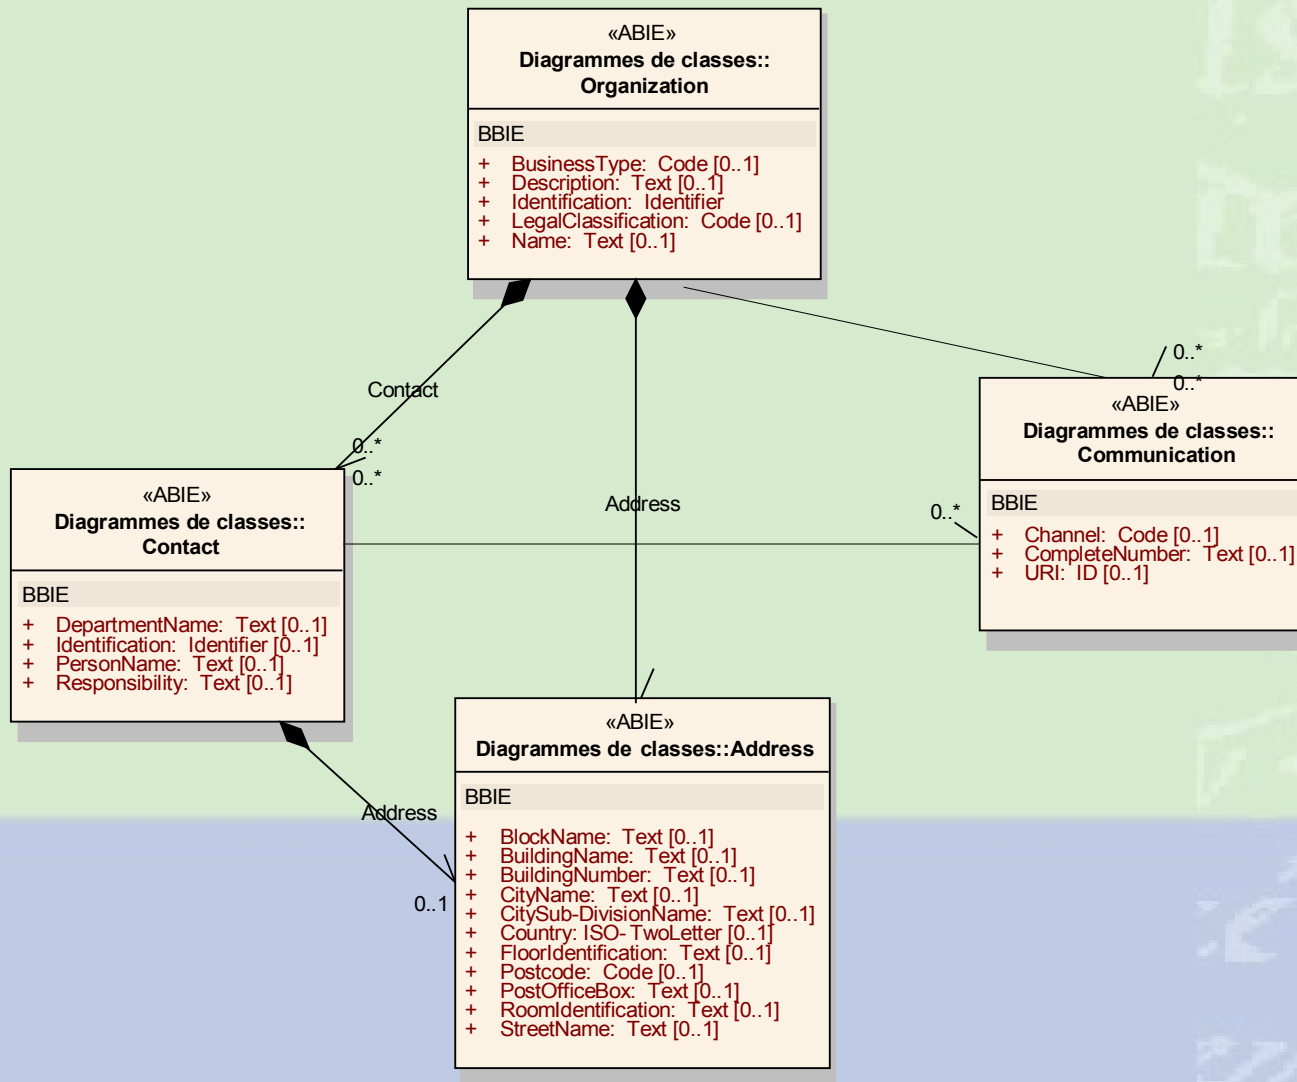 «ABIE»
Diagrammes de classes::
Organization
BBIE
+ BusinessType: Code [0..1]
+ Description: Text [0..1]
+ Identification: Identifier
+ LegalClassification: Code [0..1]
+ Name: Text [0..1]
Contact
0..*
0..*
0..*
0..*
«ABIE»
Diagrammes de classes::
Communication
BBIE
+ Channel: Code [0..1]
+ CompleteNumber: Text [0..1]
+ URI: ID [0..1]
0..*
Address
«ABIE»
Diagrammes de classes::
Contact
BBIE
+ DepartmentName: Text [0..1]
+ Identification: Identifier [0..1]
+ PersonName: Text [0..1]
+ Responsibility: Text [0..1]
Address
0..1
«ABIE»
Diagrammes de classes::Address
BBIE
+ BlockName: Text [0..1]
+ BuildingName: Text [0..1]
+ BuildingNumber: Text [0..1]
+ CityName: Text [0..1]
+ CitySub-DivisionName: Text [0..1]
+ Country: ISO- TwoLetter [0..1]
+ FloorIdentification: Text [0..1]
+ Postcode: Code [0..1]
+ PostOfficeBox: Text [0..1]
+ RoomIdentification: Text [0..1]
+ StreetName: Text [0..1]